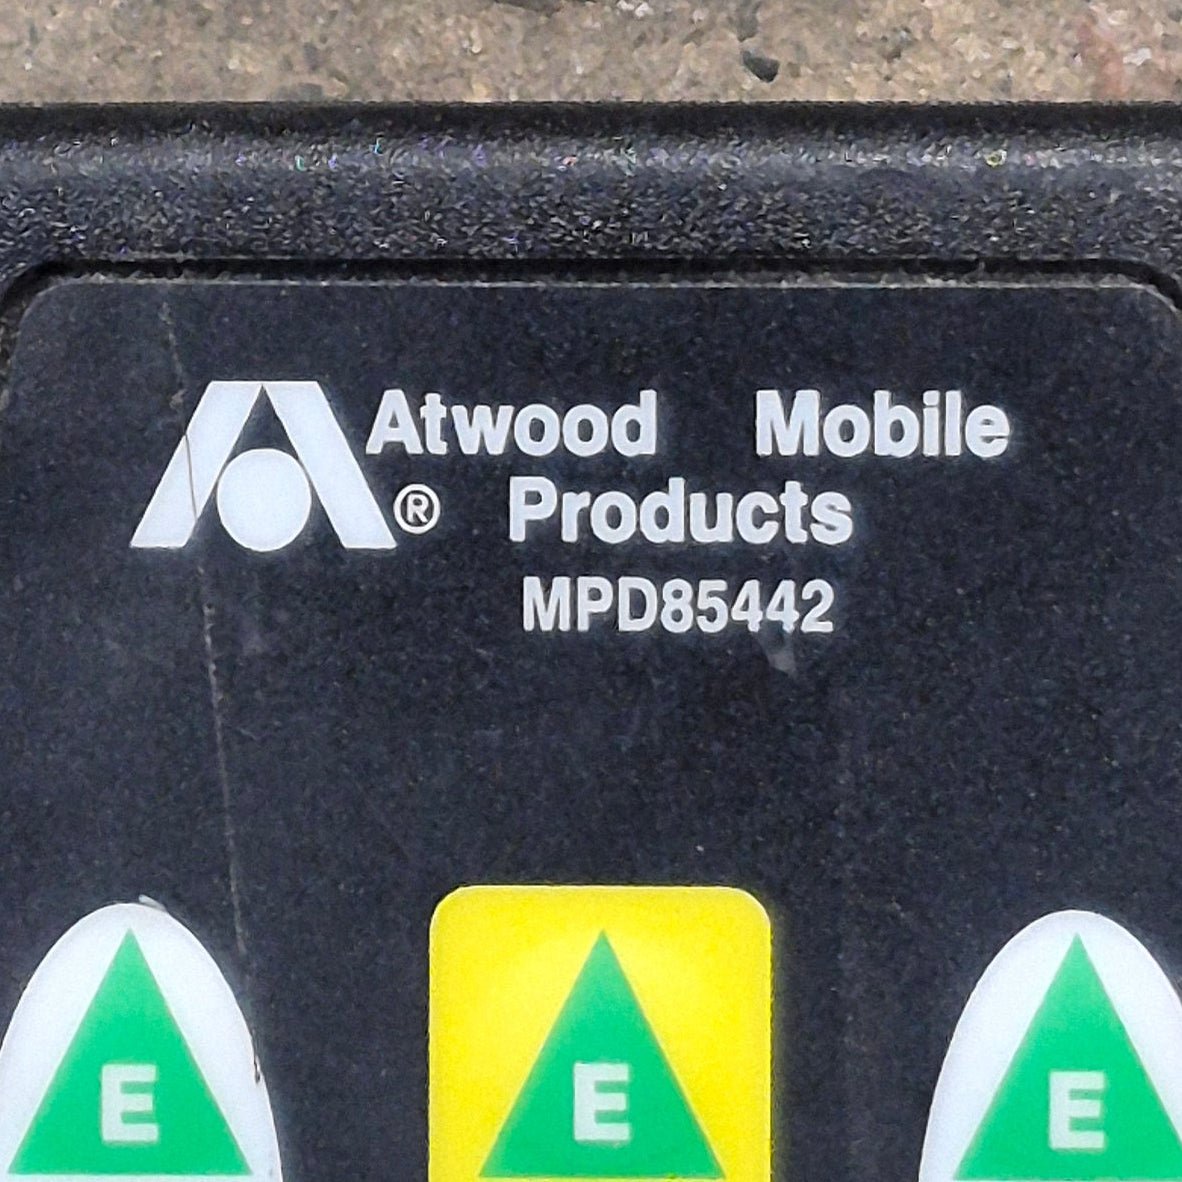 Atwood Mobile
® Products
MPD85442
E E E